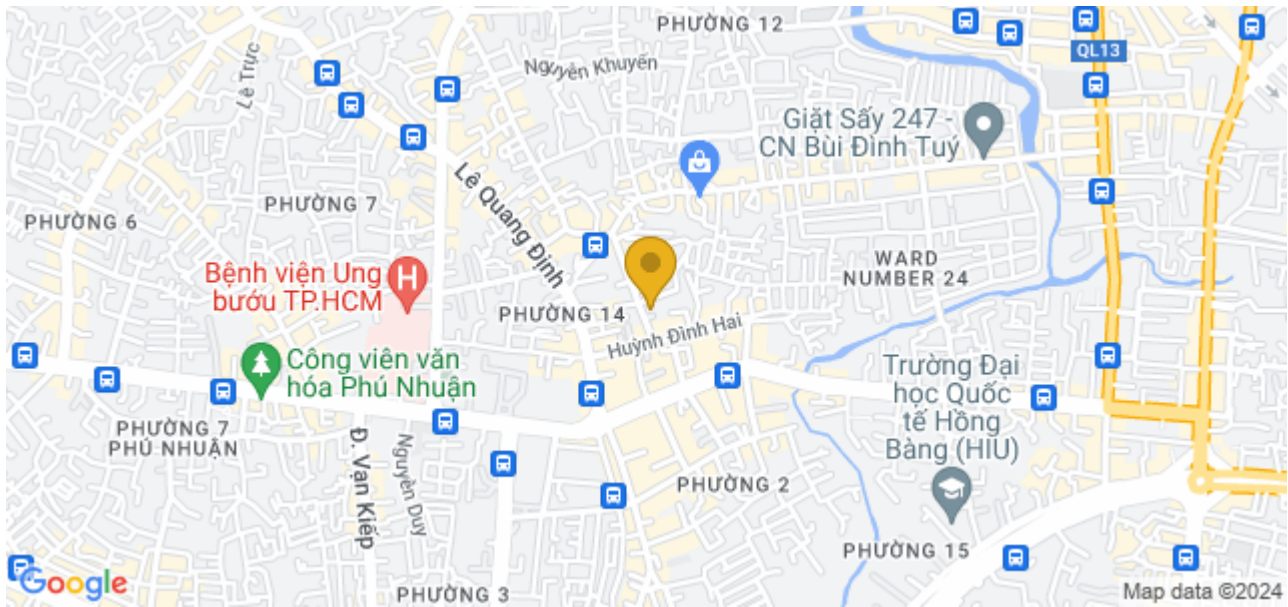 PHƯỜNG 12
QL13
Lê Trực
Nguyễn Khuyến
Giặt Sấy 247 -
CN Bùi Đình Tuý
Lê Quang Định
PHƯỜNG 7
PHƯỜNG 6
Bệnh viện Ung
bướu TP.HCM
H
WARD
NUMBER 24
PHƯỜNG 14
Huỳnh Đình Hai
Công viên văn
hóa Phú Nhuận
Trường Đại
học Quốc
tế Hồng
Bàng (HIU)
PHƯỜNG 7
PHÚ NHUẬN
Đ. Vạn Kiếp
Nguyễn Duy
PHƯỜNG 2
PHƯỜNG 15
PHƯỜNG 3
Google
Map data ©2024